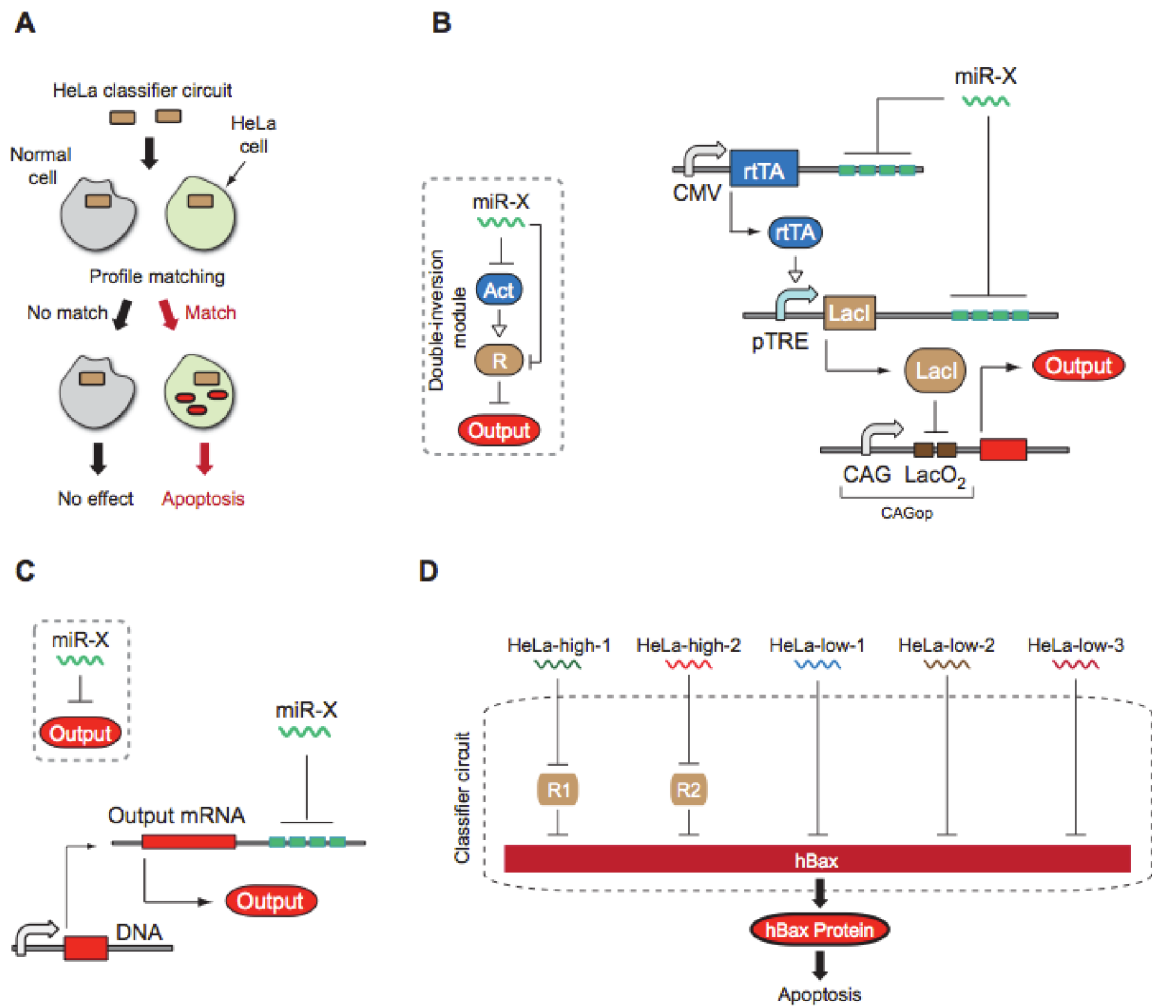 A
HeLa classifier circuit
HeLa
cell
Normal
cell
Profile matching
No match
Match
No effect
Apoptosis
B
Double-inversion
module
miR-X
Act
R
Output
miR-X
CMV
rtTA
rtTA
pTRE
LacI
LacI
Output
CAG
LacO₂
CAGop
C
miR-X
Output
miR-X
Output mRNA
Output
DNA
D
HeLa-high-1
HeLa-high-2
HeLa-low-1
HeLa-low-2
HeLa-low-3
Classifier circuit
R1
R2
hBax
hBax Protein
Apoptosis